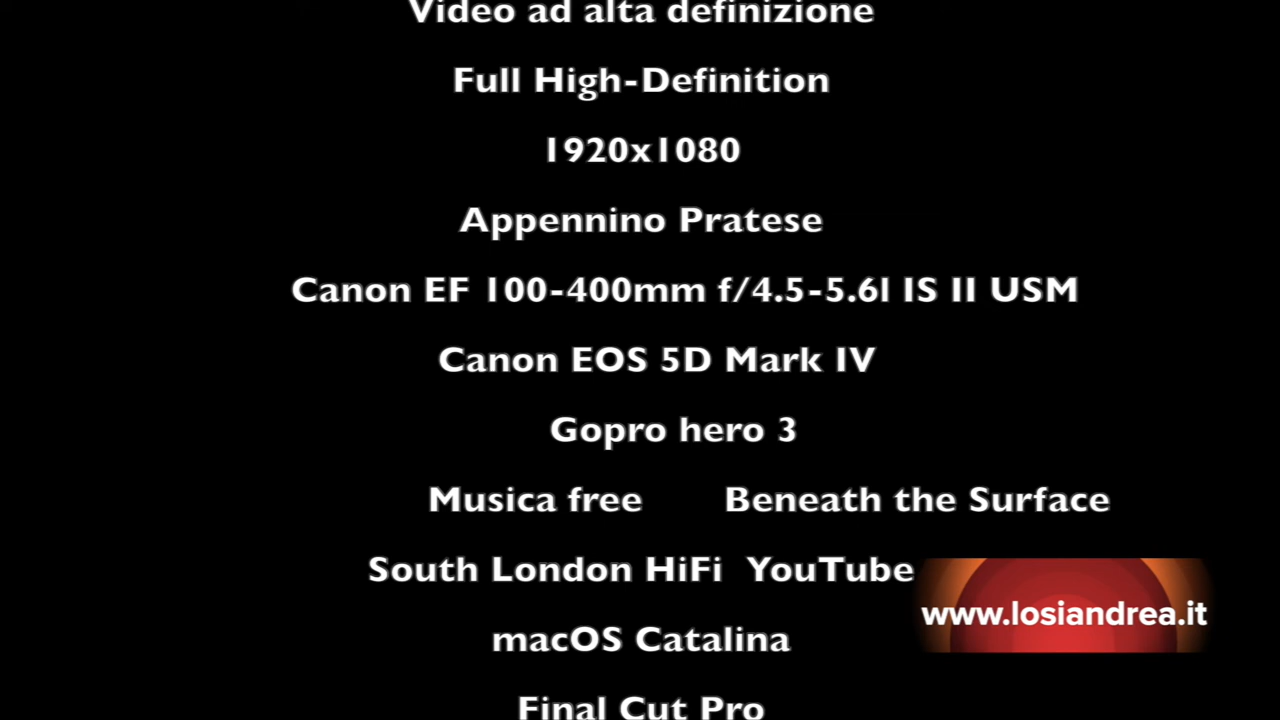 Video ad alta definizione
Full High-Definition
1920x1080
Appennino Pratese
Canon EF 100-400mm f/4.5-5.6l IS II USM
Canon EOS 5D Mark IV
Gopro hero 3
Musica free Beneath the Surface
South London HiFi YouTube
www.losiandrea.it
macOS Catalina
Final Cut Pro